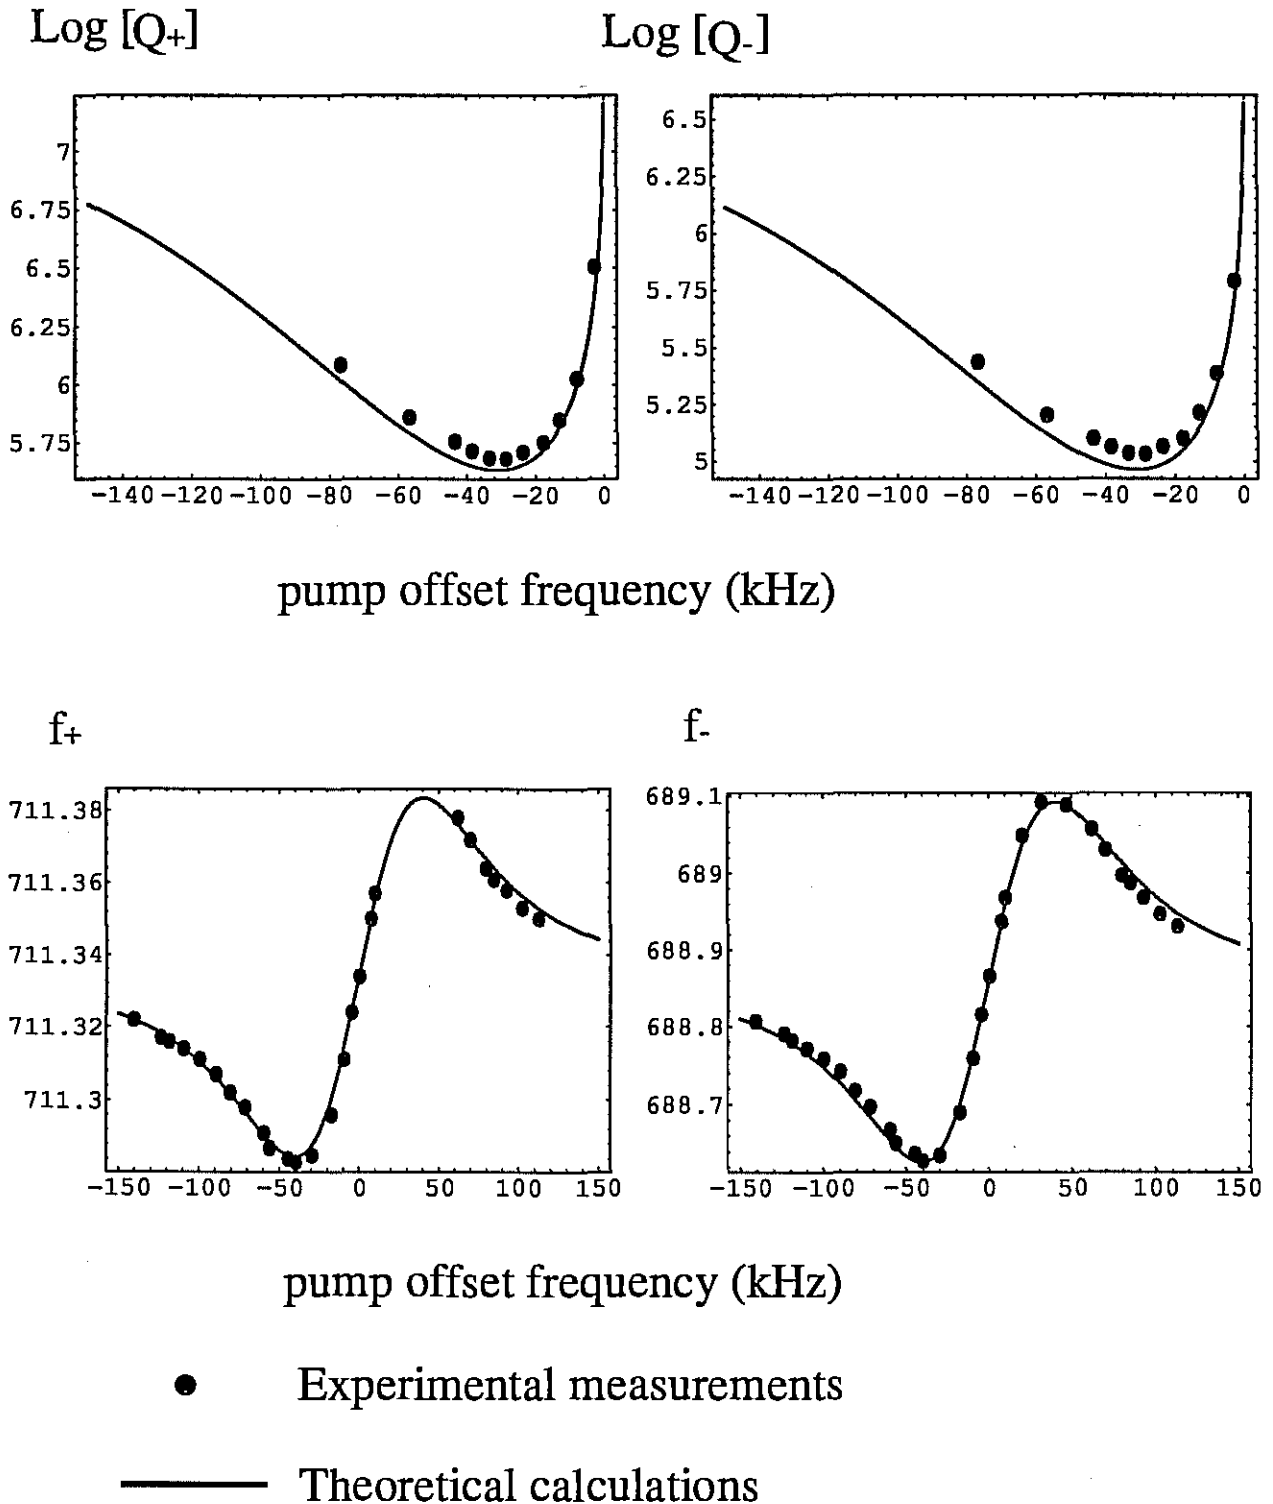 Log [Q+] Log [Q-]
7 6.5
6.75 6.25
6.5 6
6.25 5.75
6 5.5
5.75 5.25
5
-140 -120 -100 -80 -60 -40 -20 0 -140 -120 -100 -80 -60 -40 -20 0
pump offset frequency (kHz)
f+ f-
711.38 689.1
711.36 689
711.34 688.9
711.32 688.8
711.3 688.7
-150 -100 -50 0 50 100 150 -150 -100 -50 0 50 100 150
pump offset frequency (kHz)
Experimental measurements
Theoretical calculations